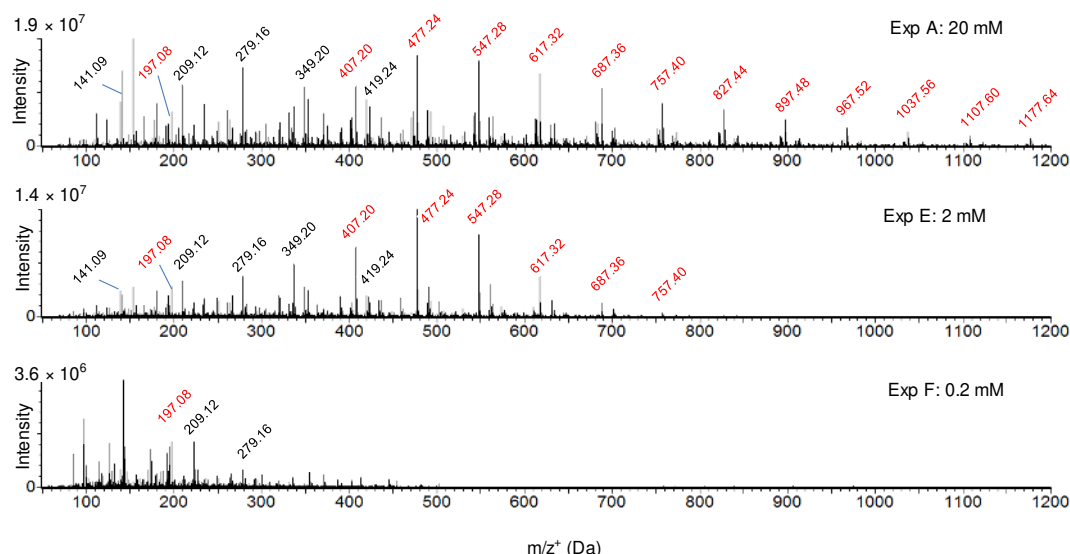 1.9 × 10⁷
Exp A: 20 mM
Intensity
141.09
197.08
209.12
279.16
349.20
407.20
419.24
477.24
547.28
617.32
687.36
757.40
827.44
897.48
967.52
1037.56
1107.60
1177.64
0
100 200 300 400 500 600 700 800 900 1000 1100 1200
1.4 × 10⁷
Exp E: 2 mM
Intensity
141.09
197.08
209.12
279.16
349.20
407.20
419.24
477.24
547.28
617.32
687.36
757.40
0
100 200 300 400 500 600 700 800 900 1000 1100 1200
3.6 × 10⁶
Exp F: 0.2 mM
Intensity
197.08
209.12
279.16
0
100 200 300 400 500 600 700 800 900 1000 1100 1200
m/z⁺ (Da)